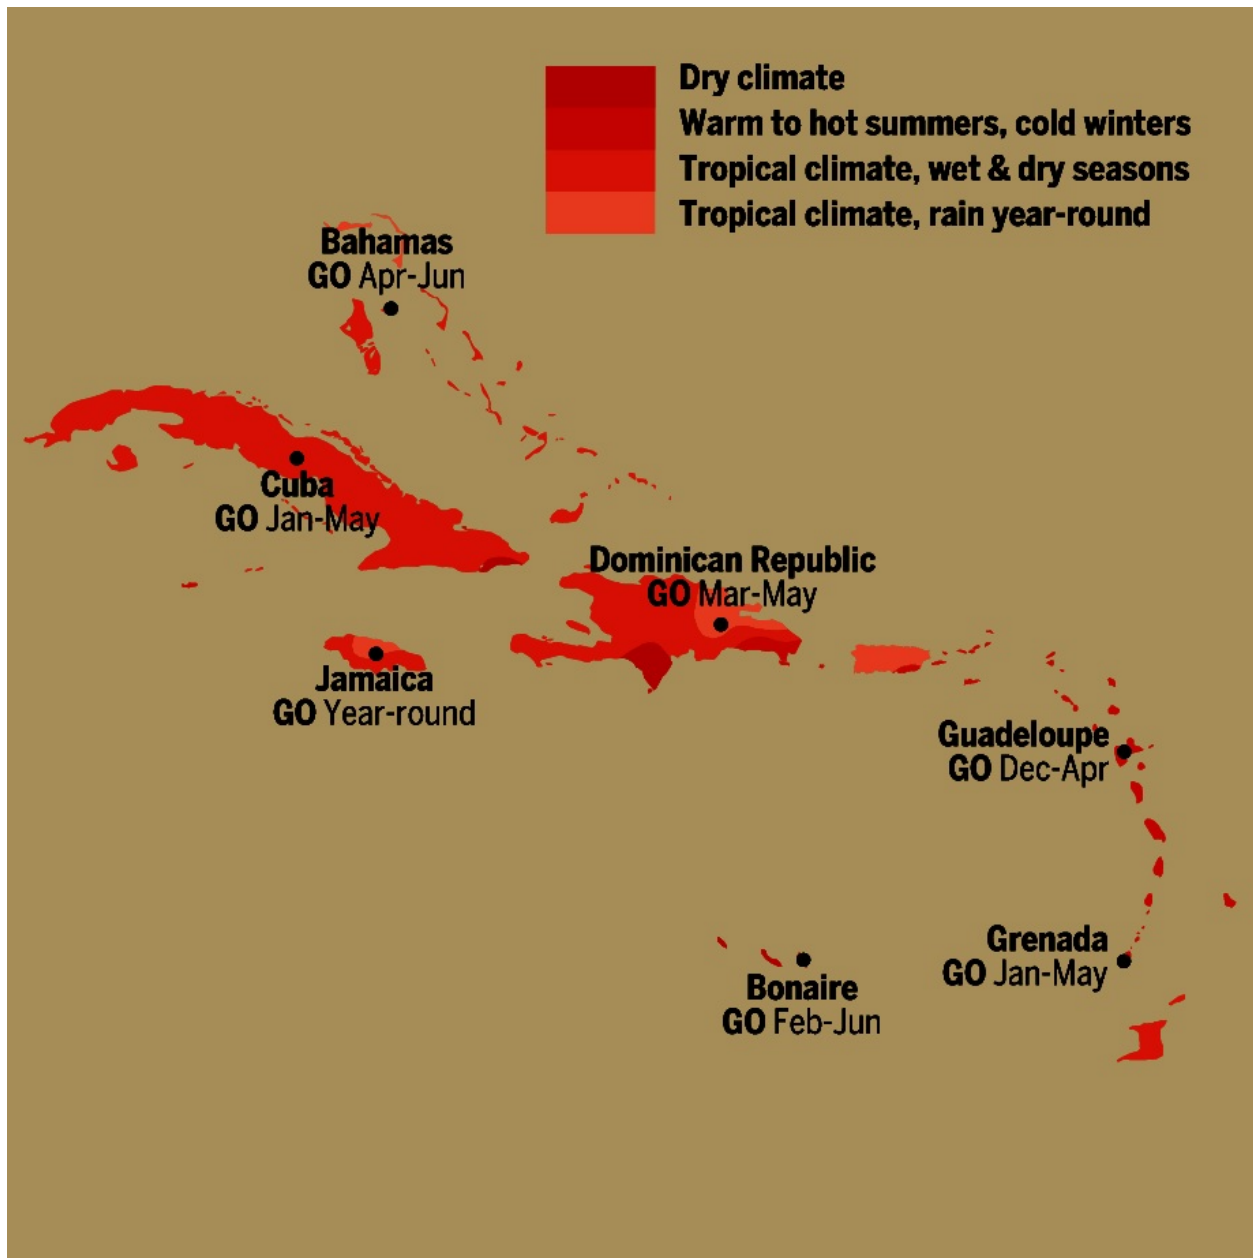 Dry climate
Warm to hot summers, cold winters
Tropical climate, wet & dry seasons
Tropical climate, rain year-round
Bahamas
GO Apr-Jun
Cuba
GO Jan-May
Dominican Republic
GO Mar-May
Jamaica
GO Year-round
Guadeloupe
GO Dec-Apr
Grenada
GO Jan-May
Bonaire
GO Feb-Jun